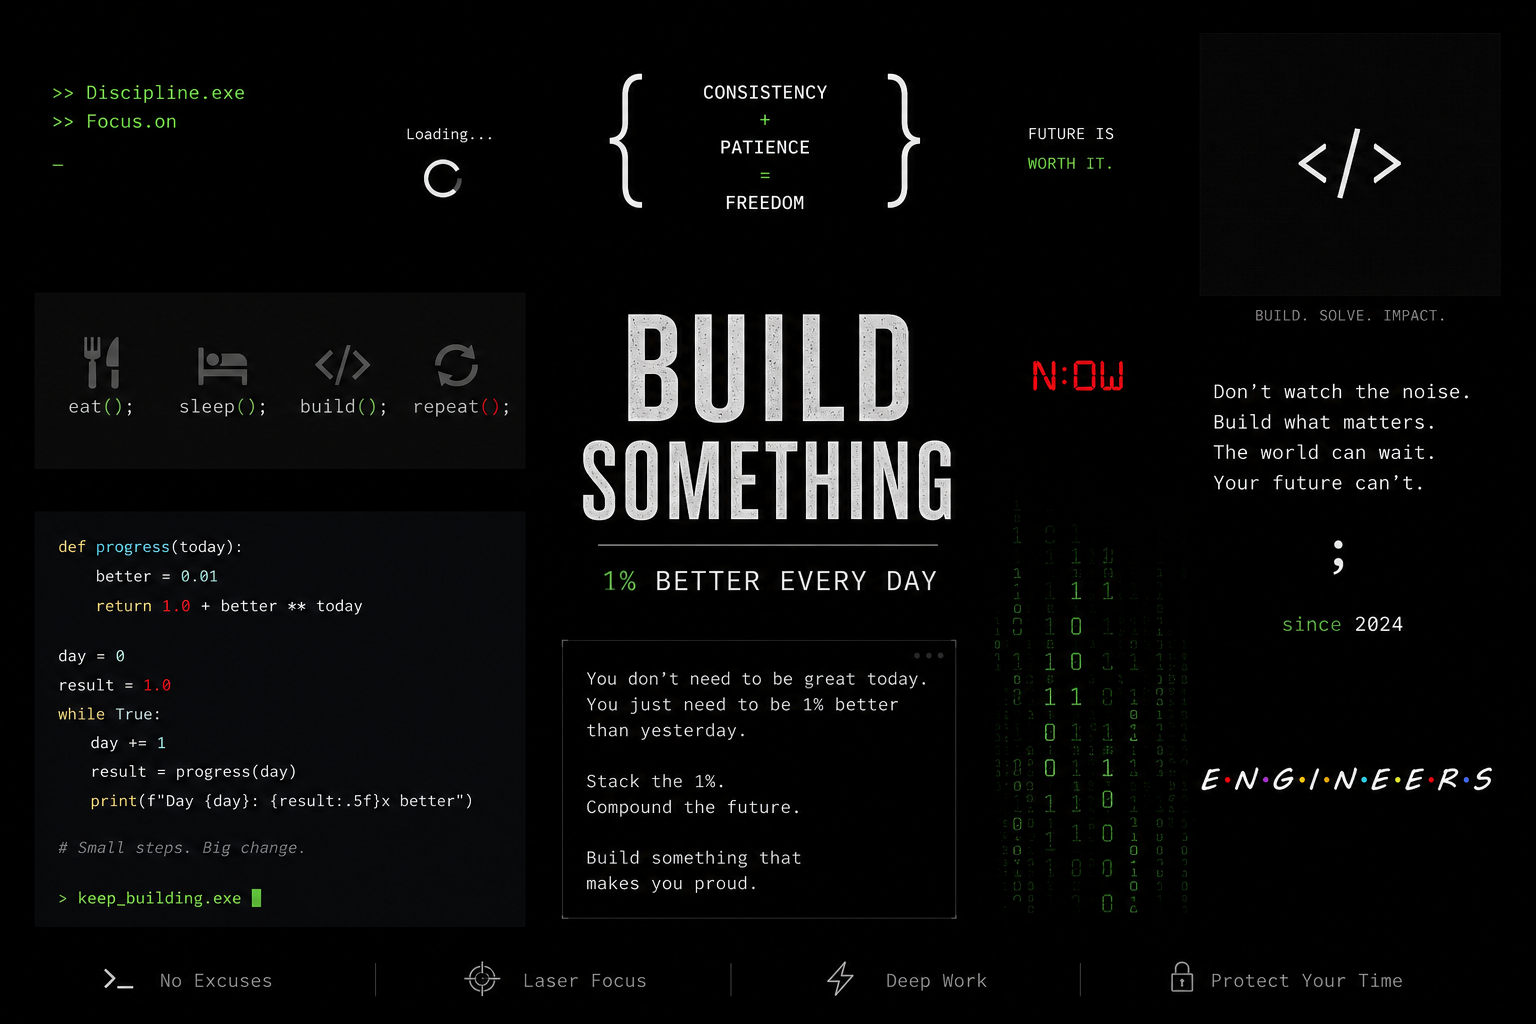 >> Discipline.exe
>> Focus.on
_
Loading...
{ CONSISTENCY
+
PATIENCE
=
FREEDOM }
FUTURE IS
WORTH IT.
</>
BUILD. SOLVE. IMPACT.
eat();
sleep();
</>
build();
repeat();
BUILD
SOMETHING
1% BETTER EVERY DAY
N:OW
Don’t watch the noise.
Build what matters.
The world can wait.
Your future can’t.
;
since 2024
def progress(today):
    better = 0.01
    return 1.0 + better ** today
day = 0
result = 1.0
while True:
    day += 1
    result = progress(day)
    print(f"Day {day}: {result:.5f}x better")
# Small steps. Big change.
> keep_building.exe
You don’t need to be great today.
You just need to be 1% better
than yesterday.
Stack the 1%.
Compound the future.
Build something that
makes you proud.
E•N•G•I•N•E•E•R•S
>_ No Excuses
Laser Focus
Deep Work
Protect Your Time